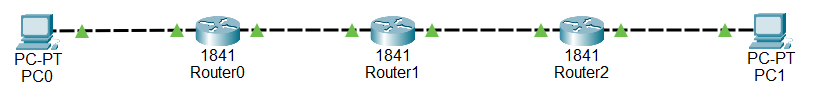 PC-PT
PC0
1841
Router0
1841
Router1
1841
Router2
PC-PT
PC1